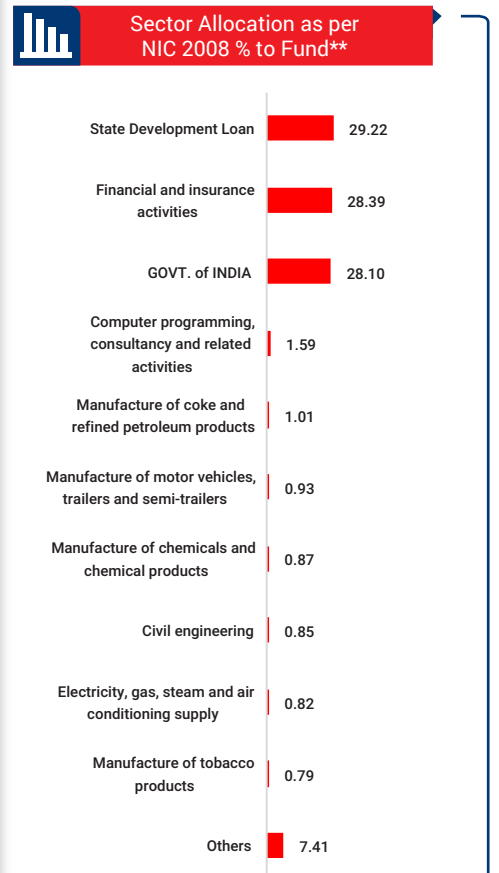 Sector Allocation as per
NIC 2008 % to Fund**
State Development Loan 29.22
Financial and insurance
activities 28.39
GOVT. of INDIA 28.10
Computer programming,
consultancy and related 1.59
activities
Manufacture of coke and
refined petroleum products 1.01
Manufacture of motor vehicles,
trailers and semi-trailers 0.93
Manufacture of chemicals and
chemical products 0.87
Civil engineering 0.85
Electricity, gas, steam and air
conditioning supply 0.82
Manufacture of tobacco
products 0.79
Others 7.41